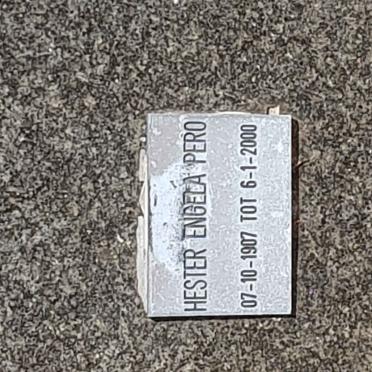 HESTER ENGELA PERO
07-10-1907 TOT 6-1-2000